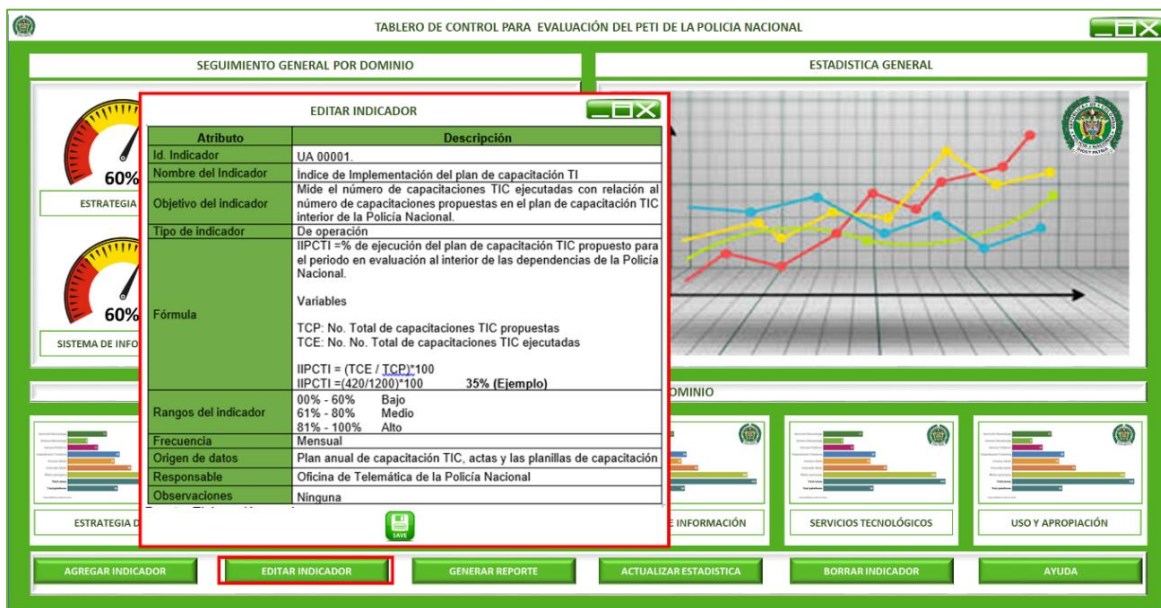 TABLERO DE CONTROL PARA EVALUACIÓN DEL PETI DE LA POLICIA NACIONAL
SEGUIMIENTO GENERAL POR DOMINIO
ESTADISTICA GENERAL
60%
ESTRATEGIA
60%
SISTEMA DE INFO
EDITAR INDICADOR
Atributo Descripción
Id. Indicador UA 00001.
Nombre del Indicador Índice de Implementación del plan de capacitación TI
Objetivo del indicador Mide el número de capacitaciones TIC ejecutadas con relación al
número de capacitaciones propuestas en el plan de capacitación TIC
interior de la Policía Nacional.
Tipo de indicador De operación
Fórmula IIPCTI =% de ejecución del plan de capacitación TIC propuesto para
el periodo en evaluación al interior de las dependencias de la Policía
Nacional.
Variables
TCP: No. Total de capacitaciones TIC propuestas
TCE: No. No. Total de capacitaciones TIC ejecutadas
IIPCTI = (TCE / TCP)*100
IIPCTI =(420/1200)*100 35% (Ejemplo)
Rangos del indicador 00% - 60% Bajo
61% - 80% Medio
81% - 100% Alto
Frecuencia Mensual
Origen de datos Plan anual de capacitación TIC, actas y las planillas de capacitación
Responsable Oficina de Telemática de la Policía Nacional
Observaciones Ninguna
SAVE
OMINIO
ESTRATEGIA D
E INFORMACIÓN
SERVICIOS TECNOLÓGICOS
USO Y APROPIACIÓN
AGREGAR INDICADOR
EDITAR INDICADOR
GENERAR REPORTE
ACTUALIZAR ESTADISTICA
BORRAR INDICADOR
AYUDA